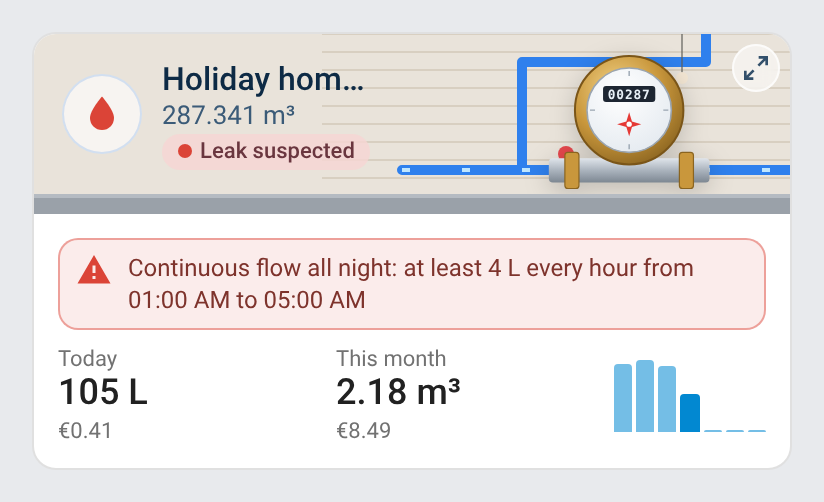 Holiday hom...
287.341 m³
Leak suspected
00287
Continuous flow all night: at least 4 L every hour from
01:00 AM to 05:00 AM
Today
This month
105 L
2.18 m³
€0.41
€8.49